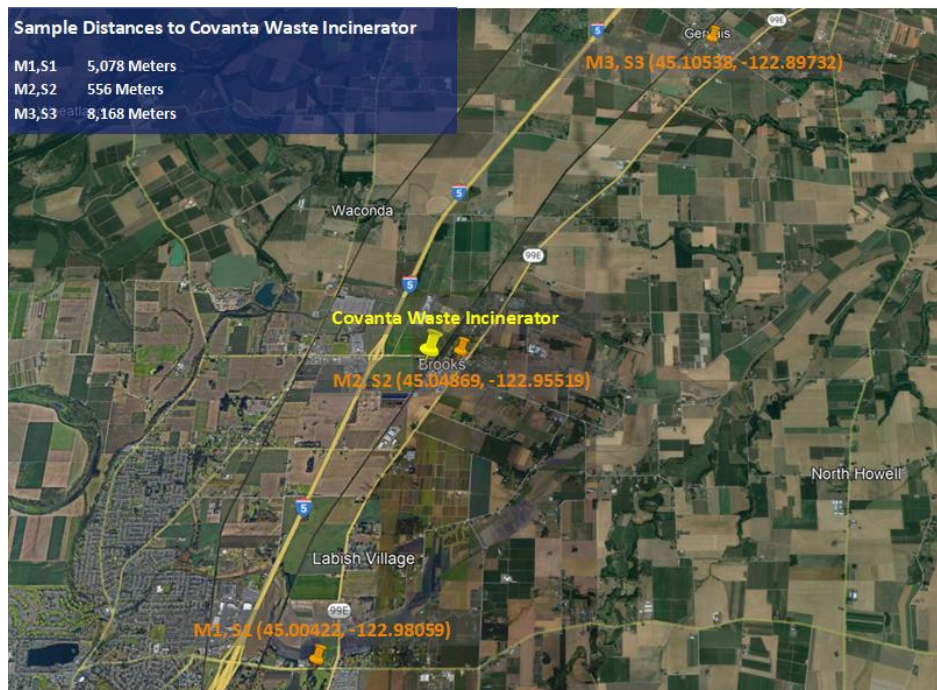 Sample Distances to Covanta Waste Incinerator
M1,S1 5,078 Meters
M2,S2 556 Meters
M3,S3 8,168 Meters
99E
5
Gervais
M3, S3 (45.10538, -122.89732)
5
Waconda
99E
5
Covanta Waste Incinerator
Brooks
M2, S2 (45.04869, -122.95519)
North Howell
5
Labish Village
99E
M1, S1 (45.00422, -122.98059)